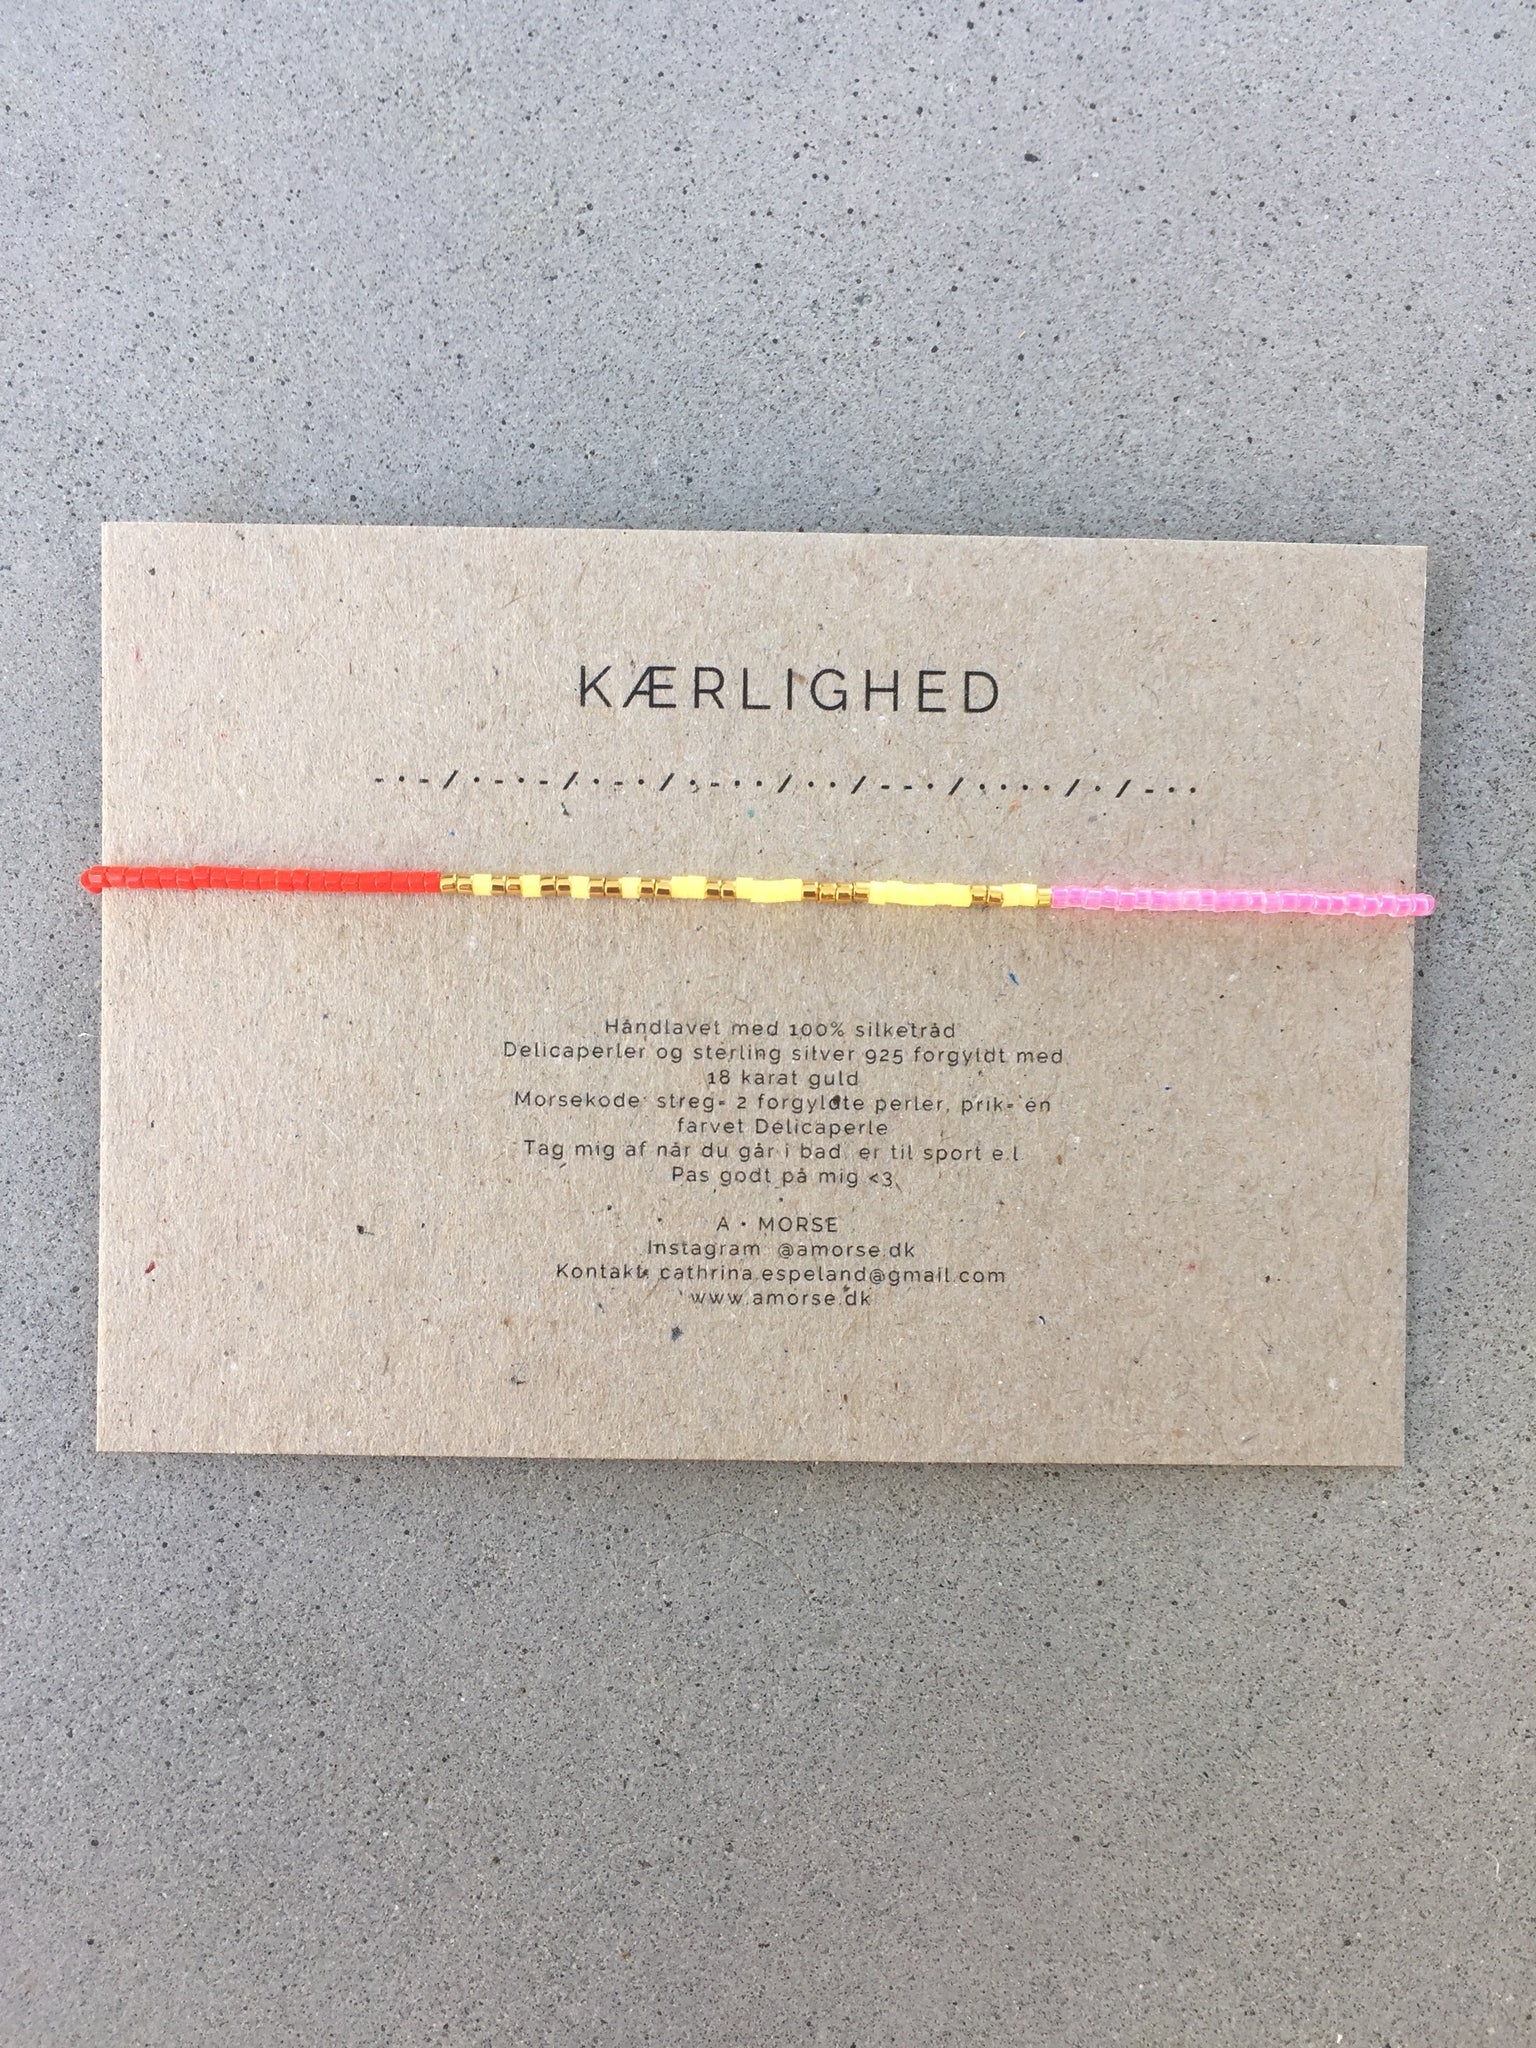 KÆRLIGHED
-·-/·-·-/·-·/·-··/··/--·/····/·/-··
Håndlavet med 100% silketråd
Delicaperler og sterling silver 925 forgyldt med
18 karat guld
Morsekode: streg= 2 forgyldte perler, prik= én
farvet Delicaperle
Tag mig af når du går i bad, er til sport e.l
Pas godt på mig <3
A · MORSE
Instagram: @amorse.dk
Kontakt: cathrina.espeland@gmail.com
www.amorse.dk